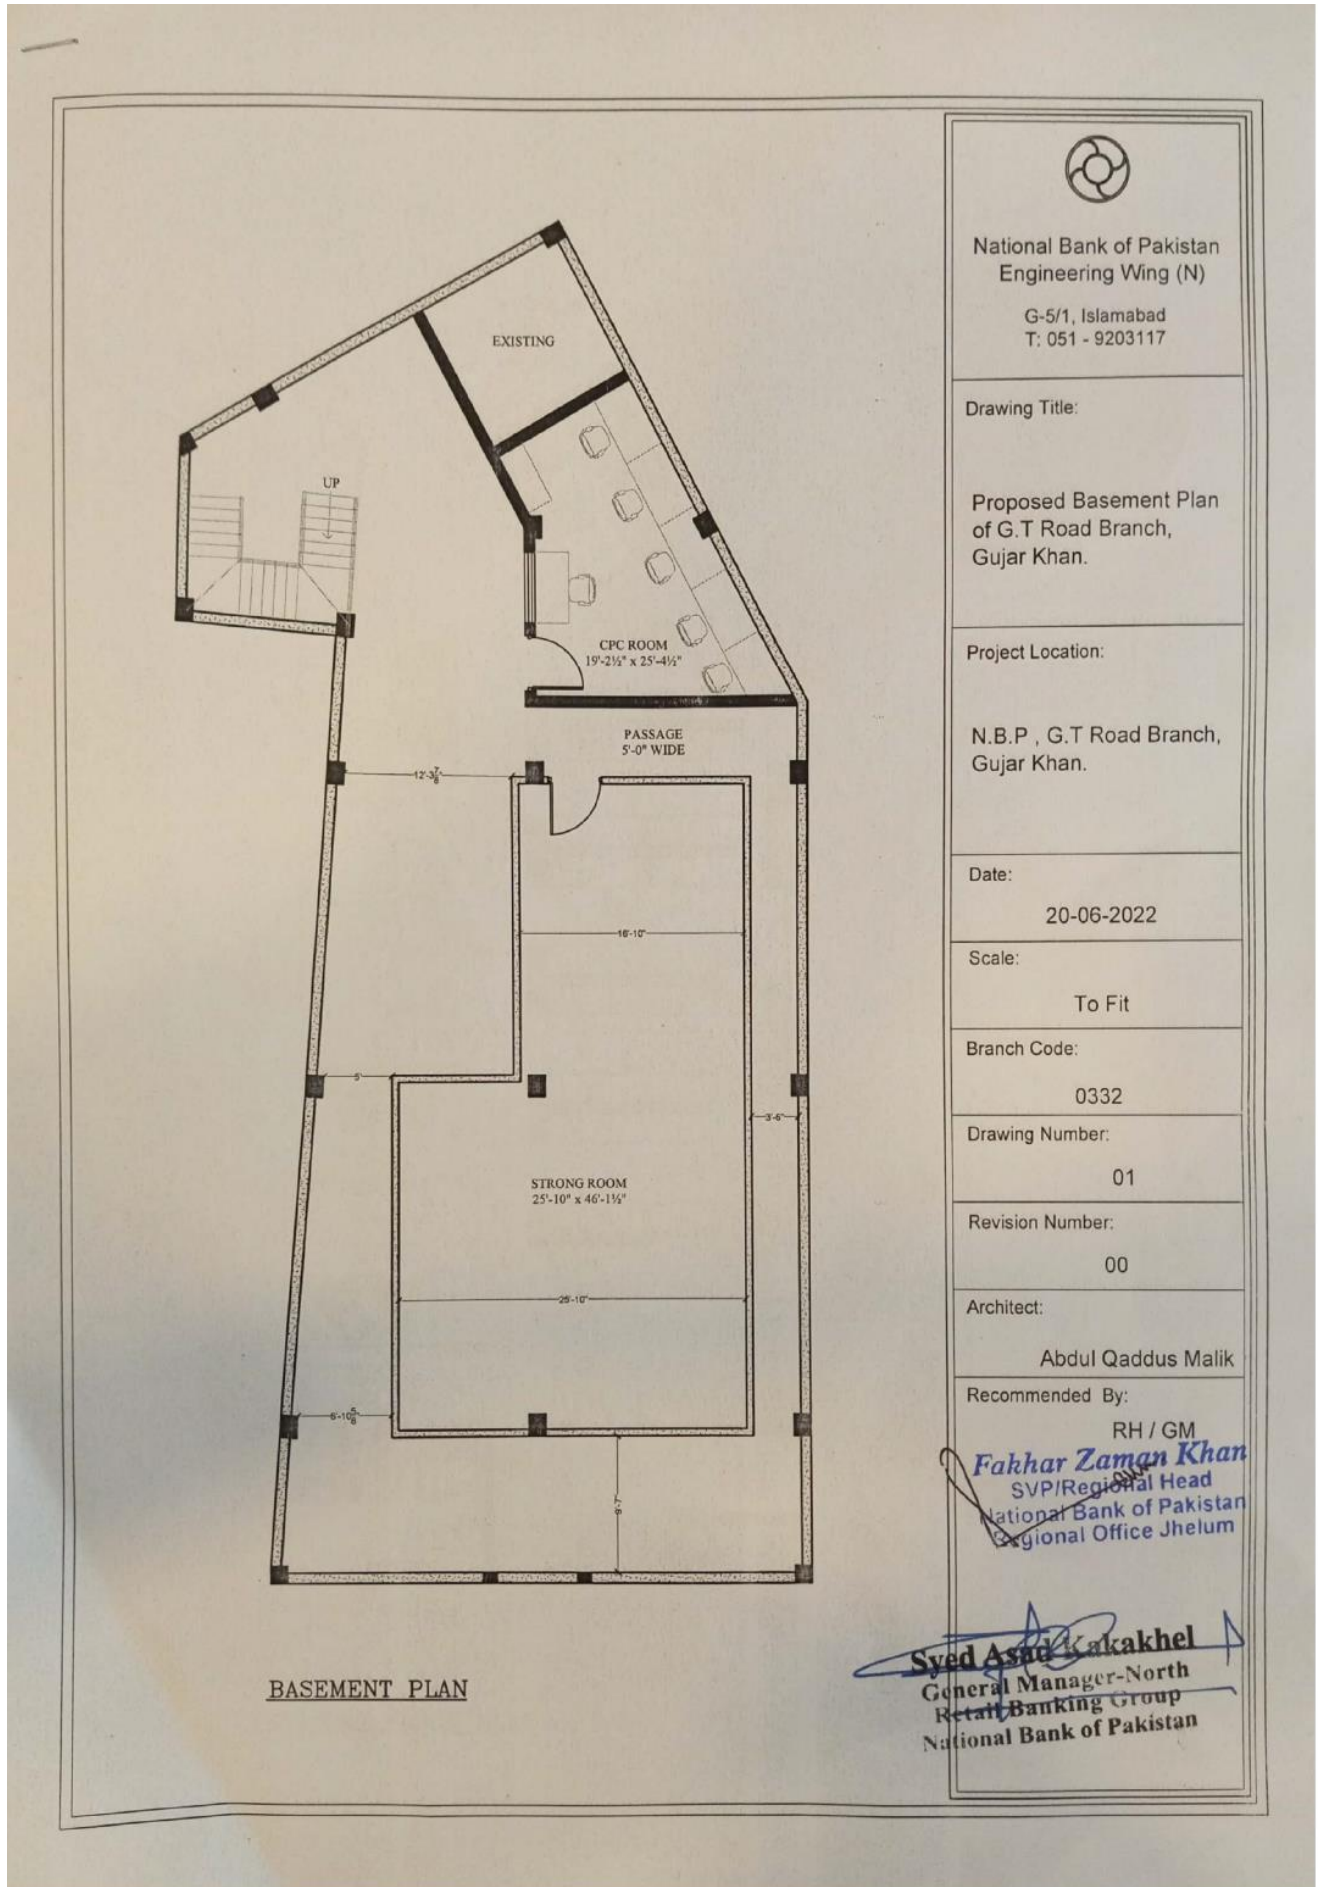 National Bank of Pakistan
Engineering Wing (N)
G-5/1, Islamabad
T: 051 - 9203117
Drawing Title:
Proposed Basement Plan
of G.T Road Branch,
Gujar Khan.
Project Location:
N.B.P , G.T Road Branch,
Gujar Khan.
Date:
20-06-2022
Scale:
To Fit
Branch Code:
0332
Drawing Number:
01
Revision Number:
00
Architect:
Abdul Qaddus Malik
Recommended By:
RH / GM
Fakhar Zaman Khan
SVP/Regional Head
National Bank of Pakistan
Regional Office Jhelum
Syed Asad Kakakhel
General Manager-North
Retail Banking Group
National Bank of Pakistan
EXISTING
UP
CPC ROOM
19'-2½" x 25'-4½"
PASSAGE
5'-0" WIDE
12'-3⅞"
16'-10"
5'
3'-6"
STRONG ROOM
25'-10" x 46'-1½"
25'-10"
6'-10⅝"
9'-7"
BASEMENT PLAN